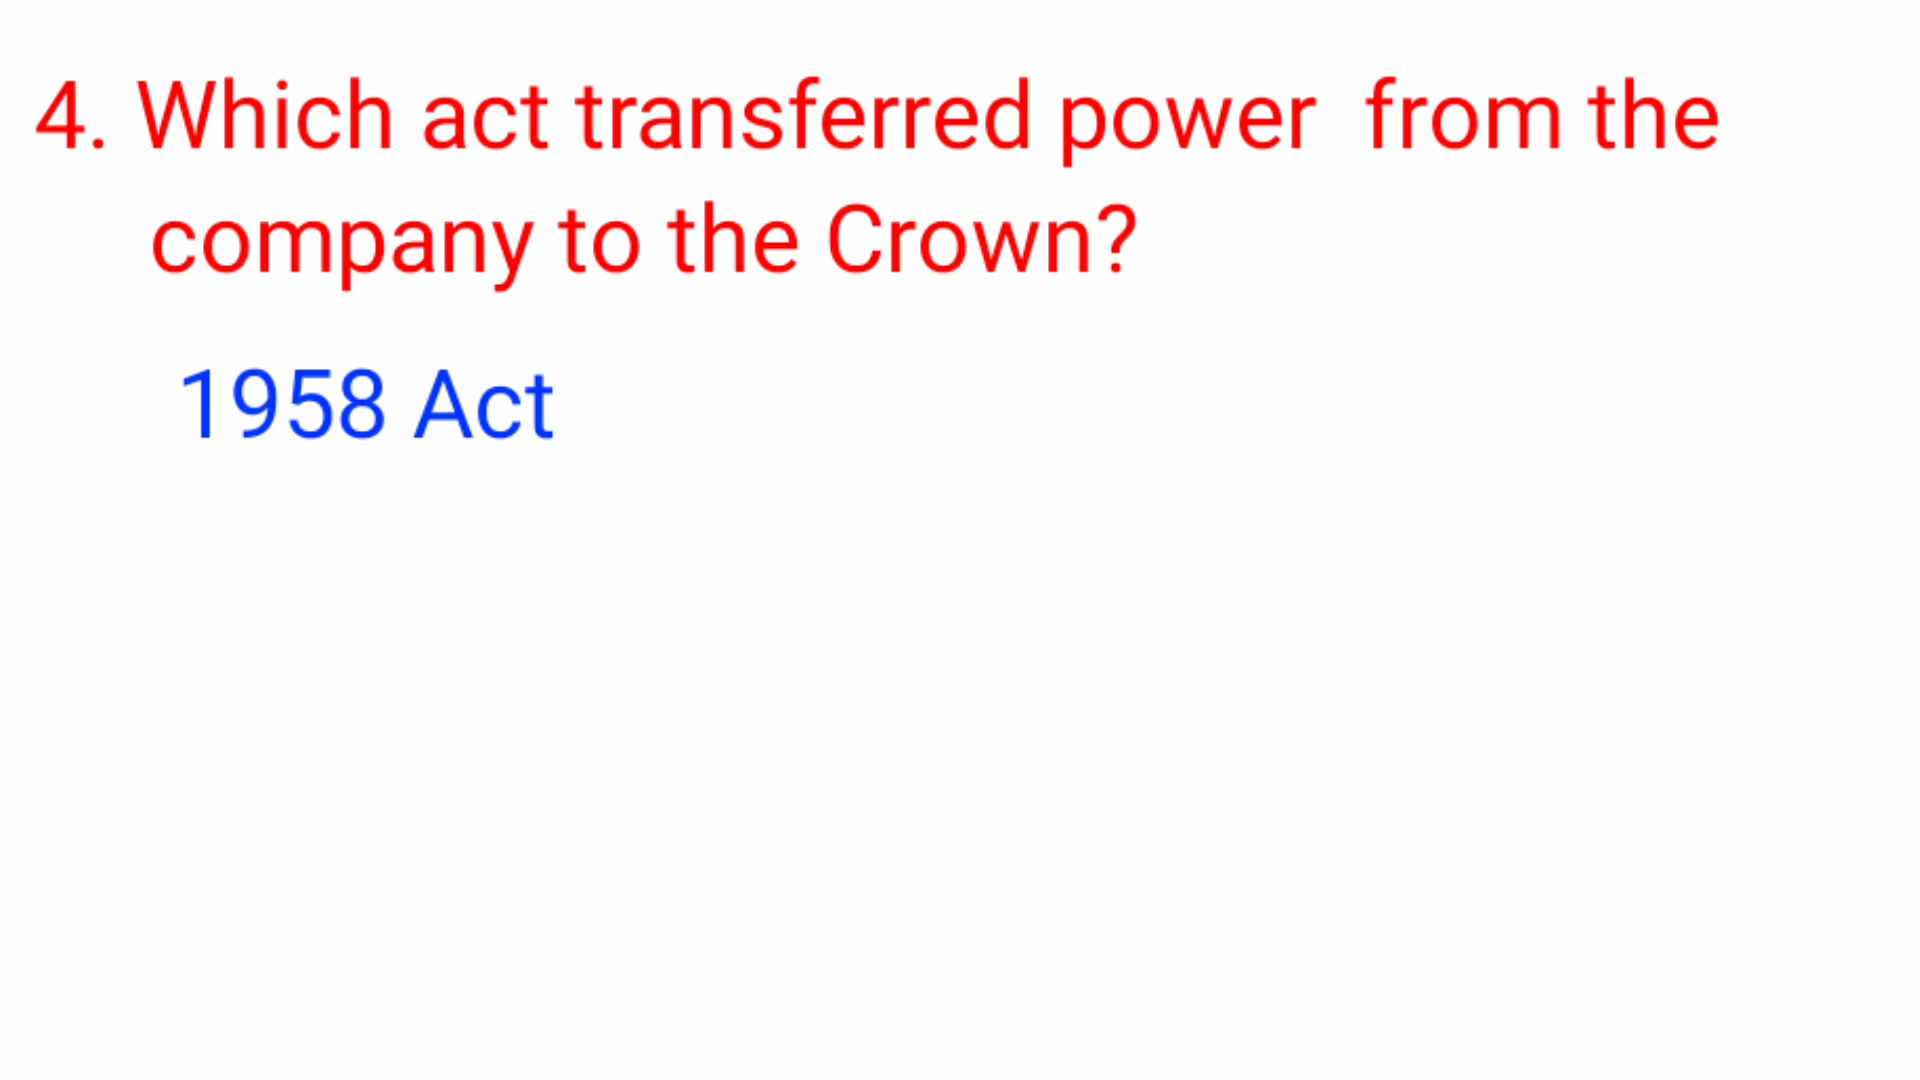 4. Which act transferred power from the
company to the Crown?
1958 Act